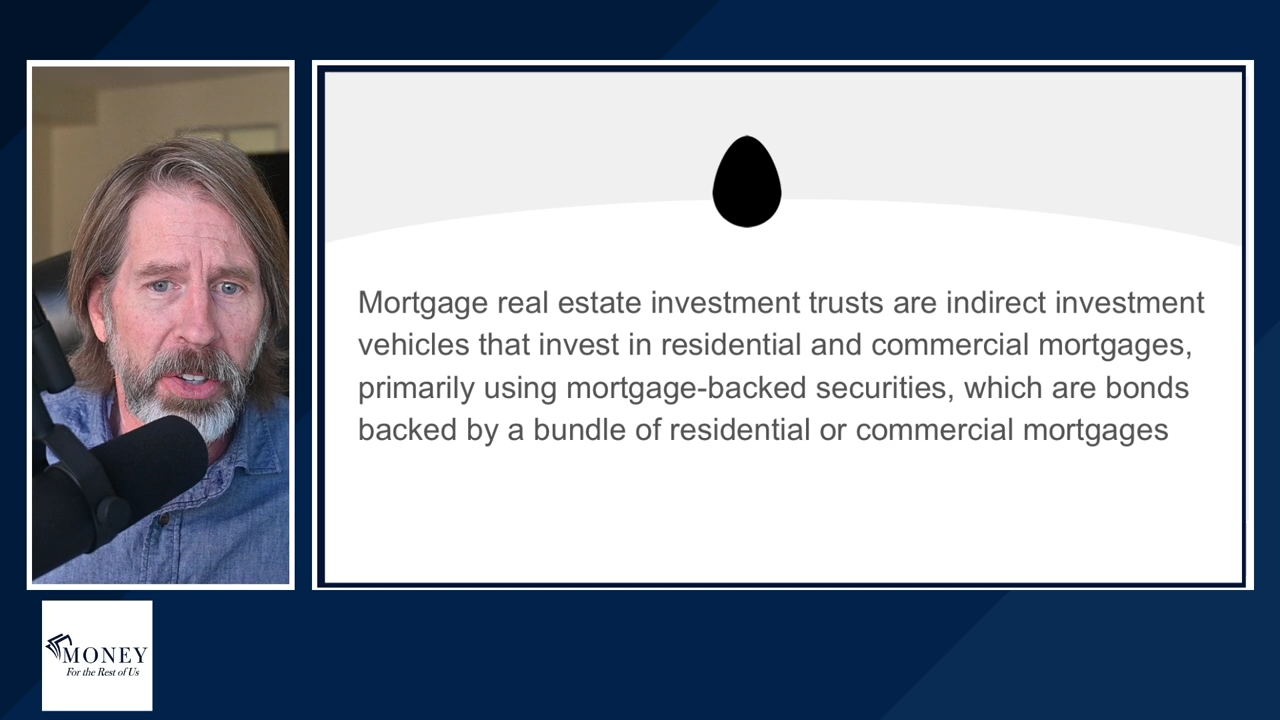 Mortgage real estate investment trusts are indirect investment
vehicles that invest in residential and commercial mortgages,
primarily using mortgage-backed securities, which are bonds
backed by a bundle of residential or commercial mortgages
MONEY
For the Rest of Us